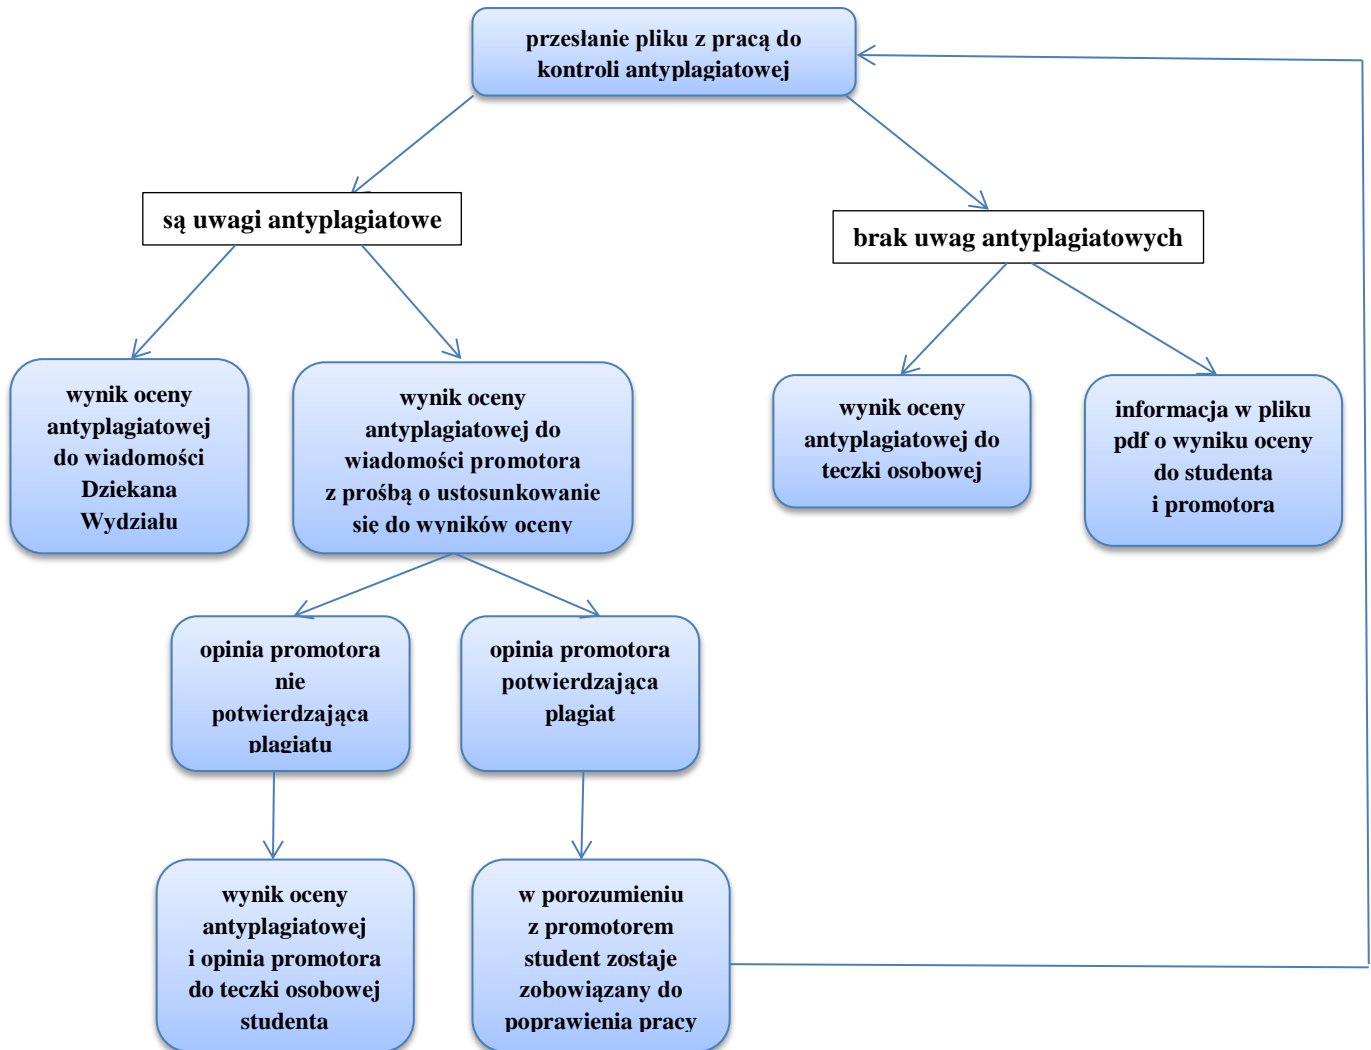 przesłanie pliku z pracą do
kontroli antyplagiatowej
są uwagi antyplagiatowe
brak uwag antyplagiatowych
wynik oceny
antyplagiatowej
do wiadomości
Dziekana
Wydziału
wynik oceny
antyplagiatowej do
wiadomości promotora
z prośbą o ustosunkowanie
się do wyników oceny
wynik oceny
antyplagiatowej do
teczki osobowej
informacja w pliku
pdf o wyniku oceny
do studenta
i promotora
opinia promotora
nie
potwierdzająca
plagiatu
opinia promotora
potwierdzająca
plagiat
wynik oceny
antyplagiatowej
i opinia promotora
do teczki osobowej
studenta
w porozumieniu
z promotorem
student zostaje
zobowiązany do
poprawienia pracy